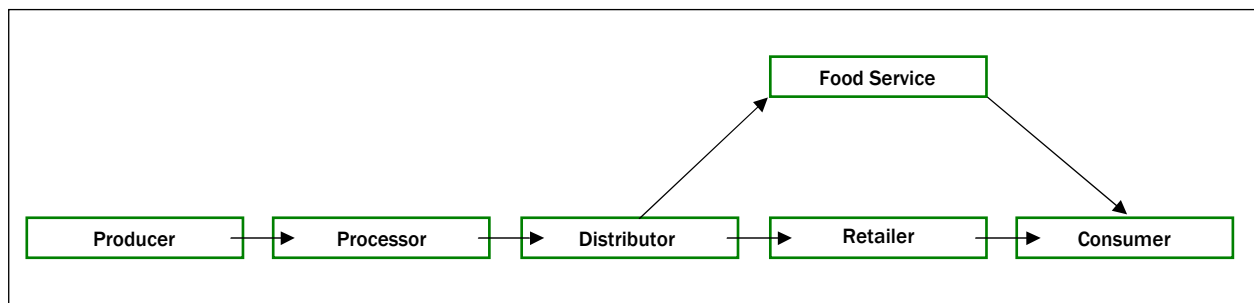 Food Service
Producer
Processor
Distributor
Retailer
Consumer